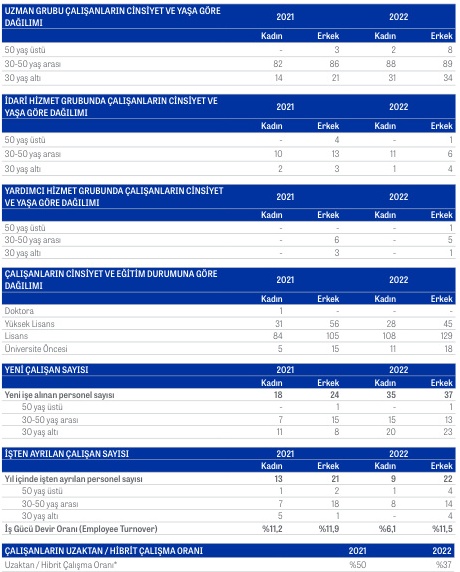 UZMAN GRUBU ÇALIŞANLARIN CİNSİYET VE YAŞA GÖRE DAĞILIMI 2021 2022
Kadın Erkek Kadın Erkek
50 yaş üstü - 3 2 8
30-50 yaş arası 82 86 88 89
30 yaş altı 14 21 31 34
İDARİ HİZMET GRUBUNDA ÇALIŞANLARIN CİNSİYET VE YAŞA GÖRE DAĞILIMI 2021 2022
Kadın Erkek Kadın Erkek
50 yaş üstü - 4 - 1
30-50 yaş arası 10 13 11 6
30 yaş altı 2 3 1 4
YARDIMCI HİZMET GRUBUNDA ÇALIŞANLARIN CİNSİYET VE YAŞA GÖRE DAĞILIMI 2021 2022
Kadın Erkek Kadın Erkek
50 yaş üstü - - - 1
30-50 yaş arası - 6 - 5
30 yaş altı - 3 - 1
ÇALIŞANLARIN CİNSİYET VE EĞİTİM DURUMUNA GÖRE DAĞILIMI 2021 2022
Kadın Erkek Kadın Erkek
Doktora 1 - - -
Yüksek Lisans 31 56 28 45
Lisans 84 105 108 129
Üniversite Öncesi 5 15 11 18
YENİ ÇALIŞAN SAYISI 2021 2022
Kadın Erkek Kadın Erkek
Yeni işe alınan personel sayısı 18 24 35 37
50 yaş üstü - 1 - 1
30-50 yaş arası 7 15 15 13
30 yaş altı 11 8 20 23
İŞTEN AYRILAN ÇALIŞAN SAYISI 2021 2022
Kadın Erkek Kadın Erkek
Yıl içinde işten ayrılan personel sayısı 13 21 9 22
50 yaş üstü 1 2 1 4
30-50 yaş arası 7 18 8 14
30 yaş altı 5 1 - 4
İş Gücü Devir Oranı (Employee Turnover) %11,2 %11,9 %6,1 %11,5
ÇALIŞANLARIN UZAKTAN / HİBRİT ÇALIŞMA ORANI 2021 2022
Uzaktan / Hibrit Çalışma Oranı* %50 %37